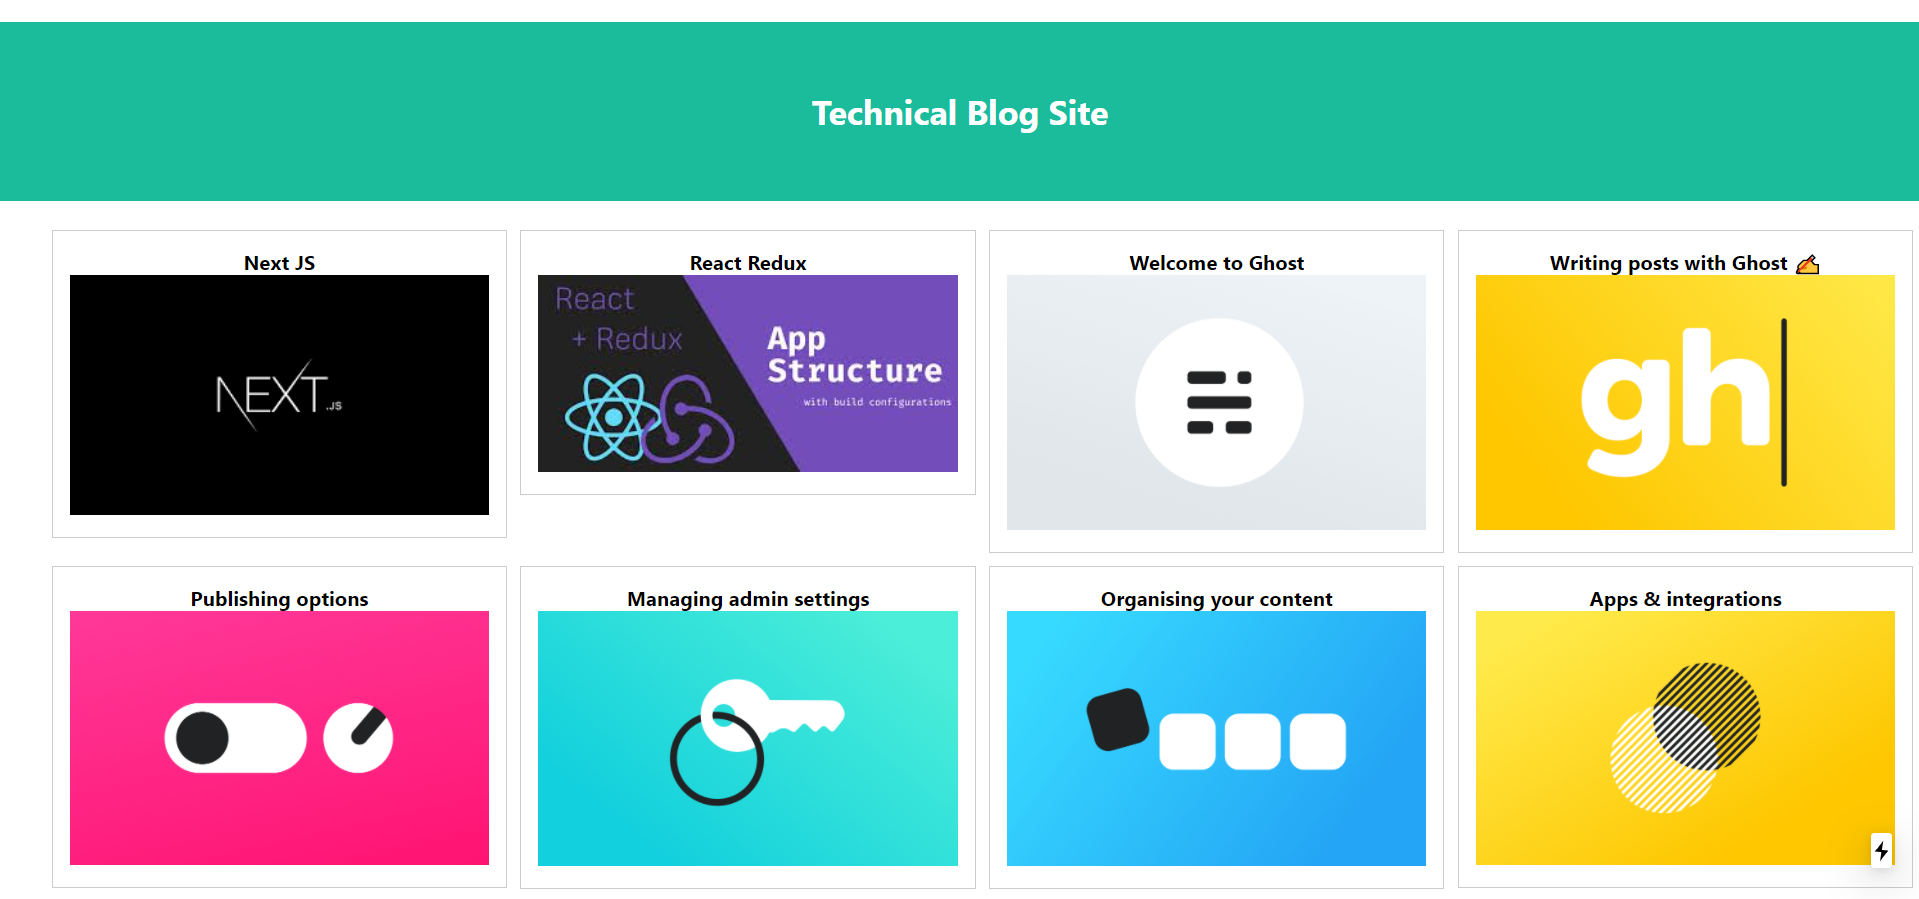 Technical Blog Site
Next JS
React Redux
Welcome to Ghost
Writing posts with Ghost ✍
NEXT.JS
React
+ Redux
App
Structure
with build configurations
gh
Publishing options
Managing admin settings
Organising your content
Apps & integrations